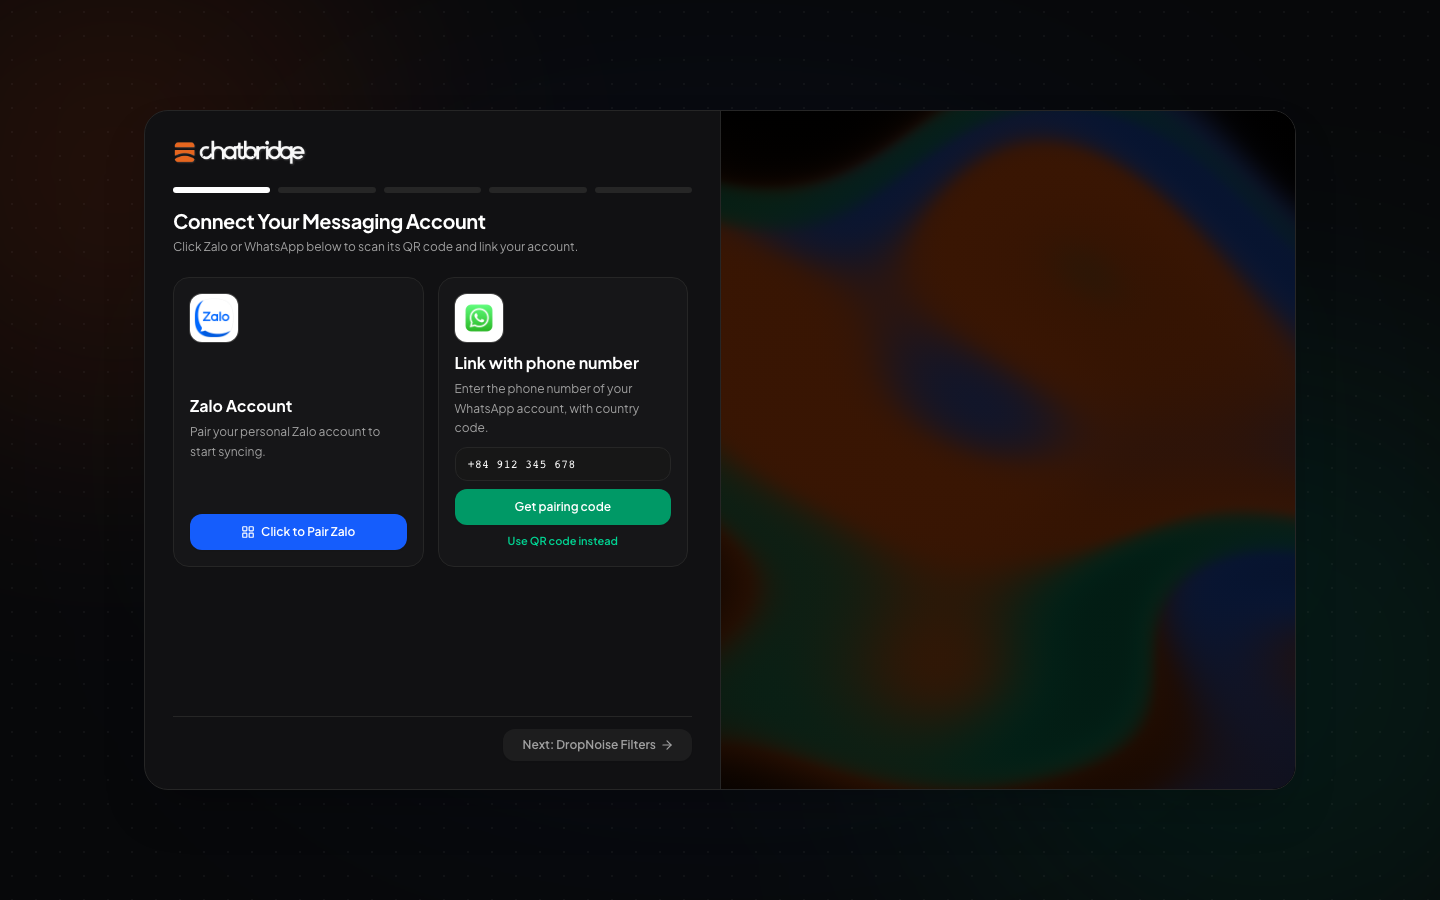 chatbridge
Connect Your Messaging Account
Click Zalo or WhatsApp below to scan its QR code and link your account.
Zalo
Zalo Account
Pair your personal Zalo account to
start syncing.
Click to Pair Zalo
Link with phone number
Enter the phone number of your
WhatsApp account, with country
code.
+84 912 345 678
Get pairing code
Use QR code instead
Next: DropNoise Filters